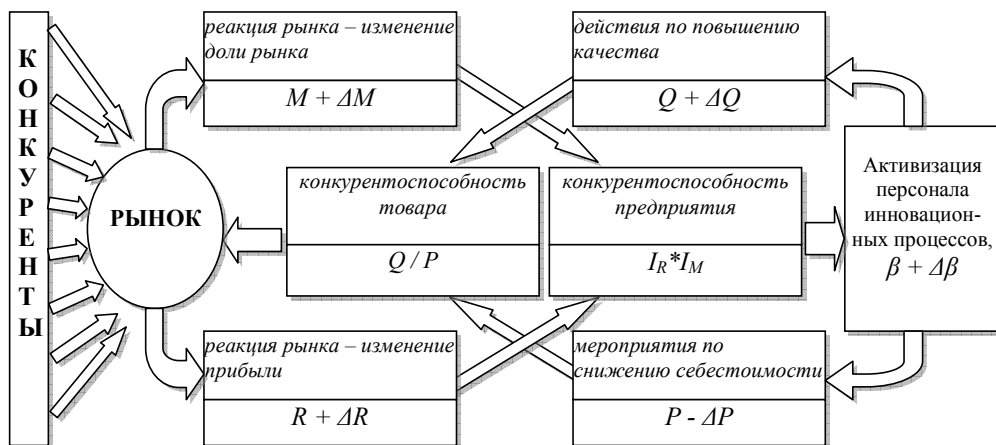 КОНКУРЕНТЫ
реакция рынка – изменение
доли рынка
M + ΔM
действия по повышению
качества
Q + ΔQ
РЫНОК
конкурентоспособность
товара
Q / P
конкурентоспособность
предприятия
I_R*I_M
Активизация
персонала
инновацион-
ных процессов,
β + Δβ
реакция рынка – изменение
прибыли
R + ΔR
мероприятия по
снижению себестоимости
P - ΔP